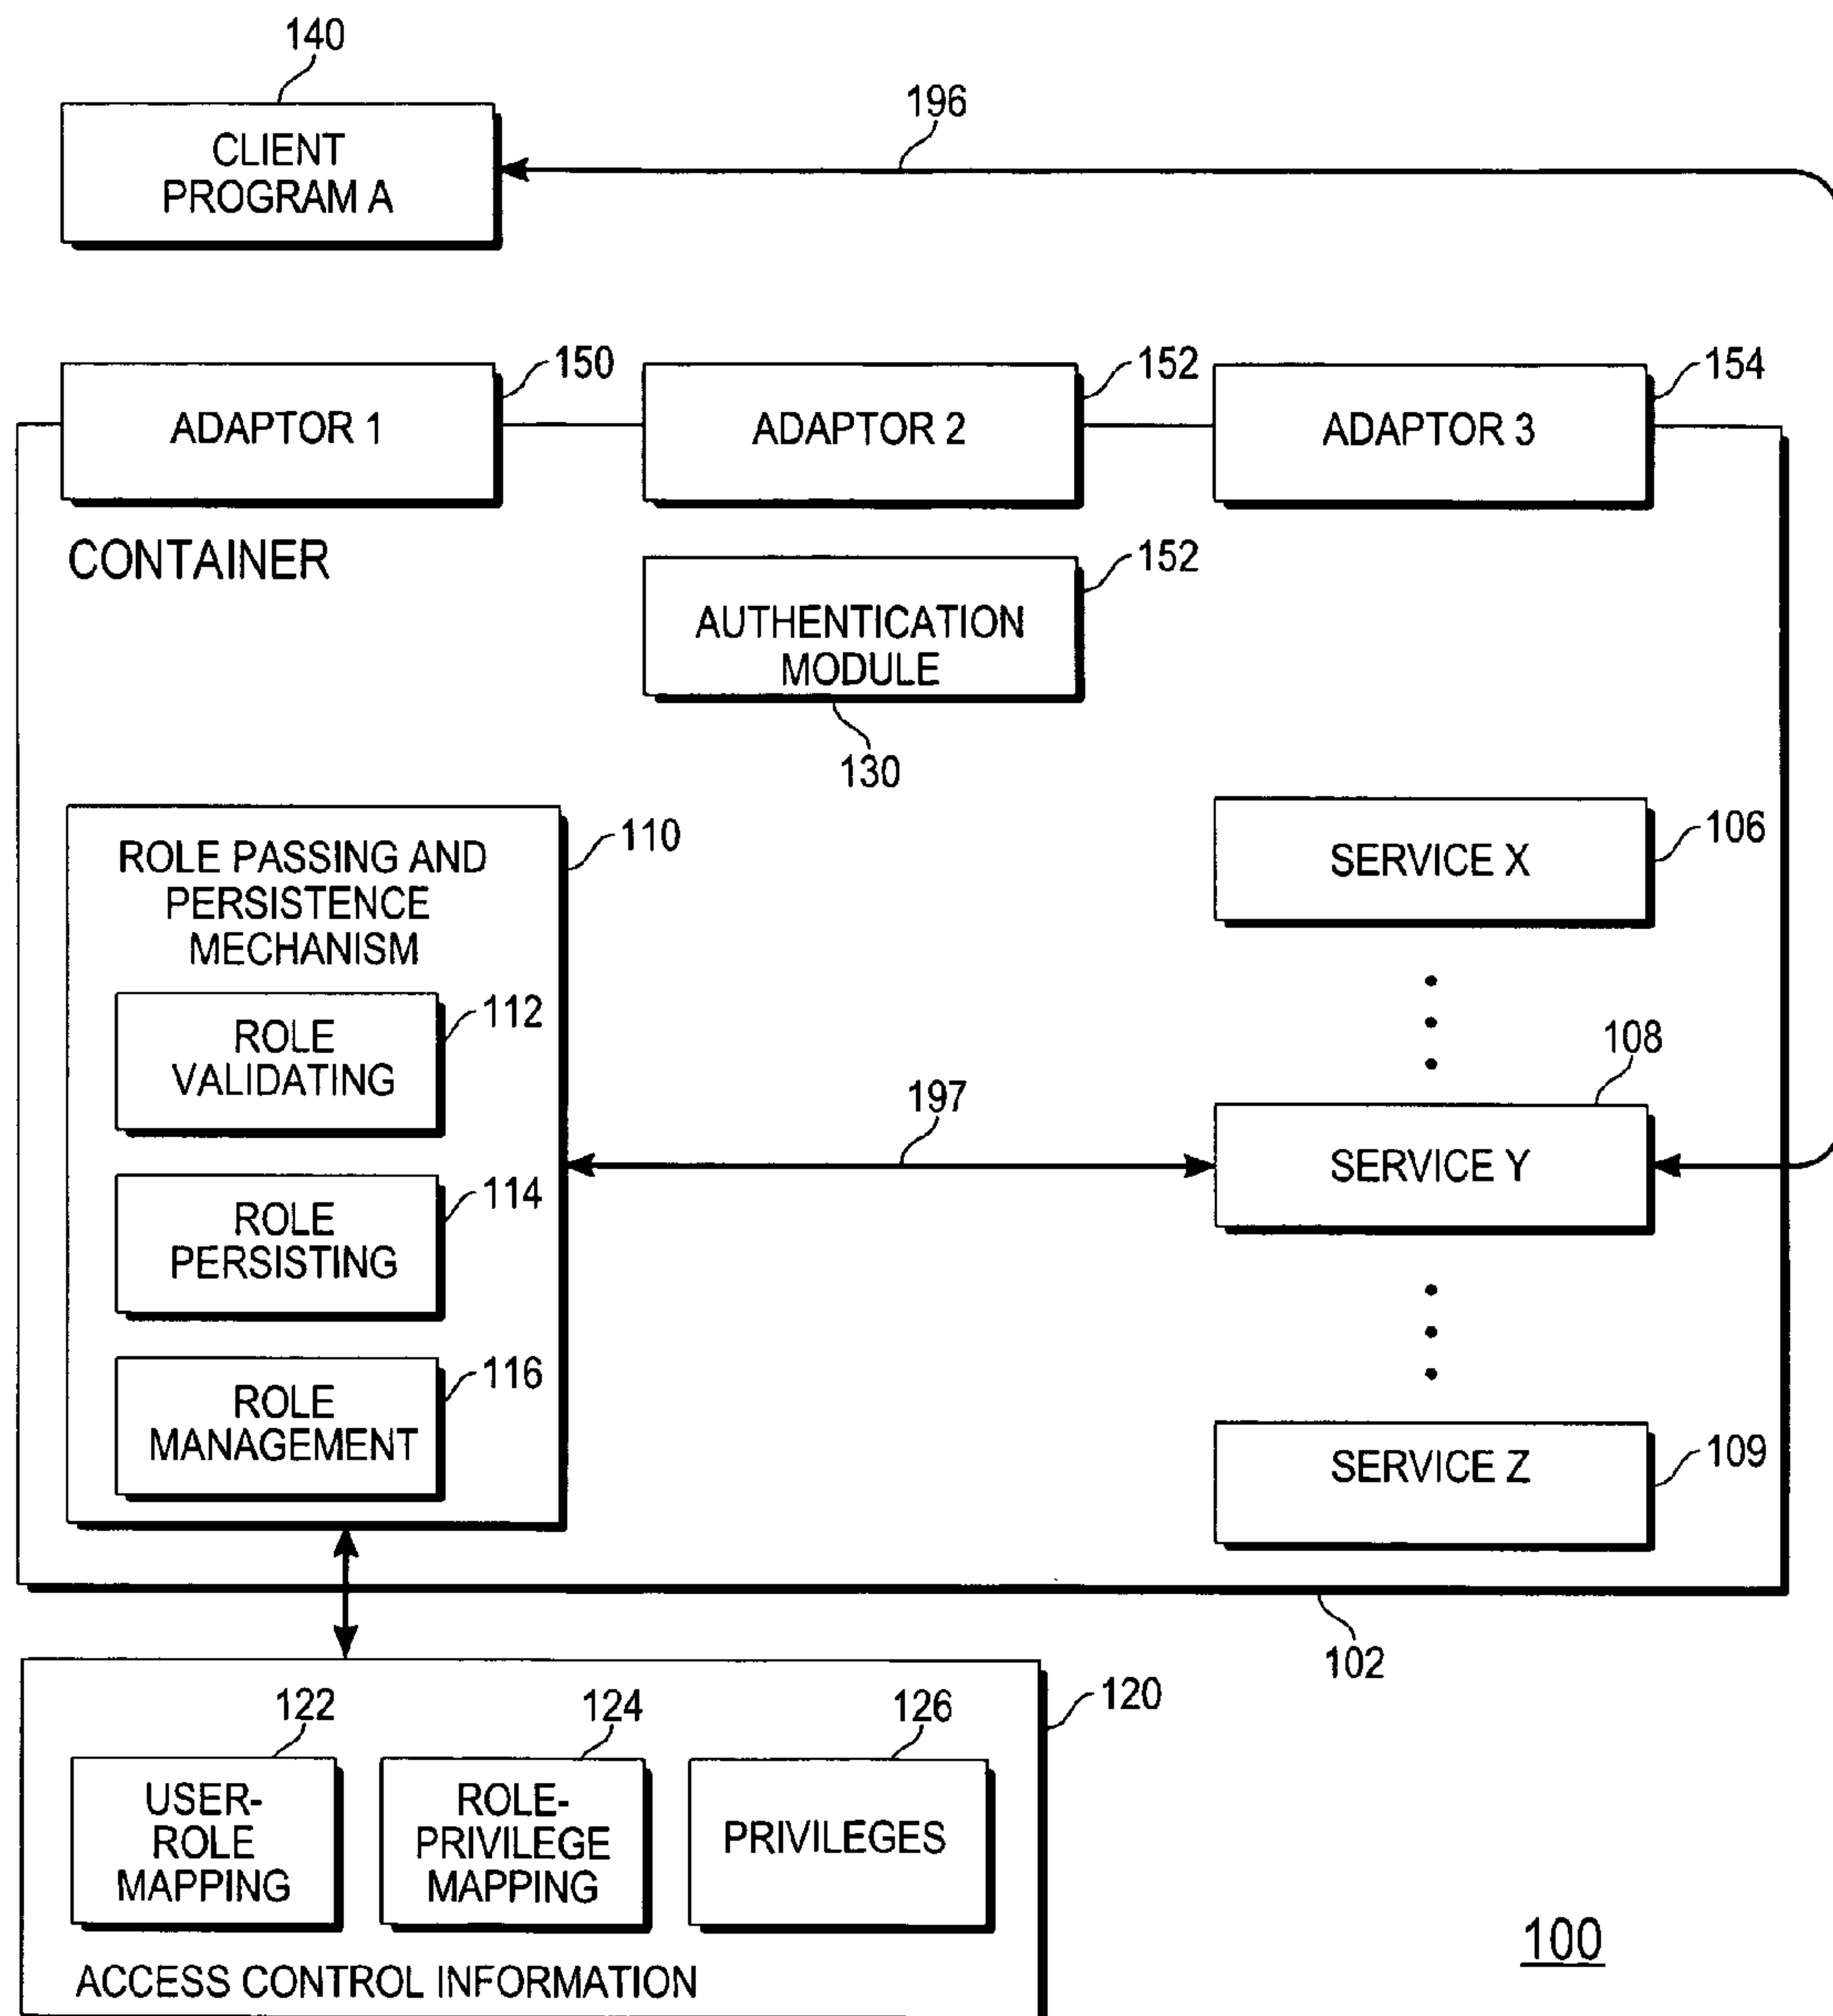 140
CLIENT
PROGRAM A
196
150
ADAPTOR 1
152
ADAPTOR 2
154
ADAPTOR 3
CONTAINER
152
AUTHENTICATION
MODULE
130
110
ROLE PASSING AND
PERSISTENCE
MECHANISM
112
ROLE
VALIDATING
114
ROLE
PERSISTING
116
ROLE
MANAGEMENT
197
106
SERVICE X
108
SERVICE Y
109
SERVICE Z
102
120
122
USER-
ROLE
MAPPING
124
ROLE-
PRIVILEGE
MAPPING
126
PRIVILEGES
ACCESS CONTROL INFORMATION
100